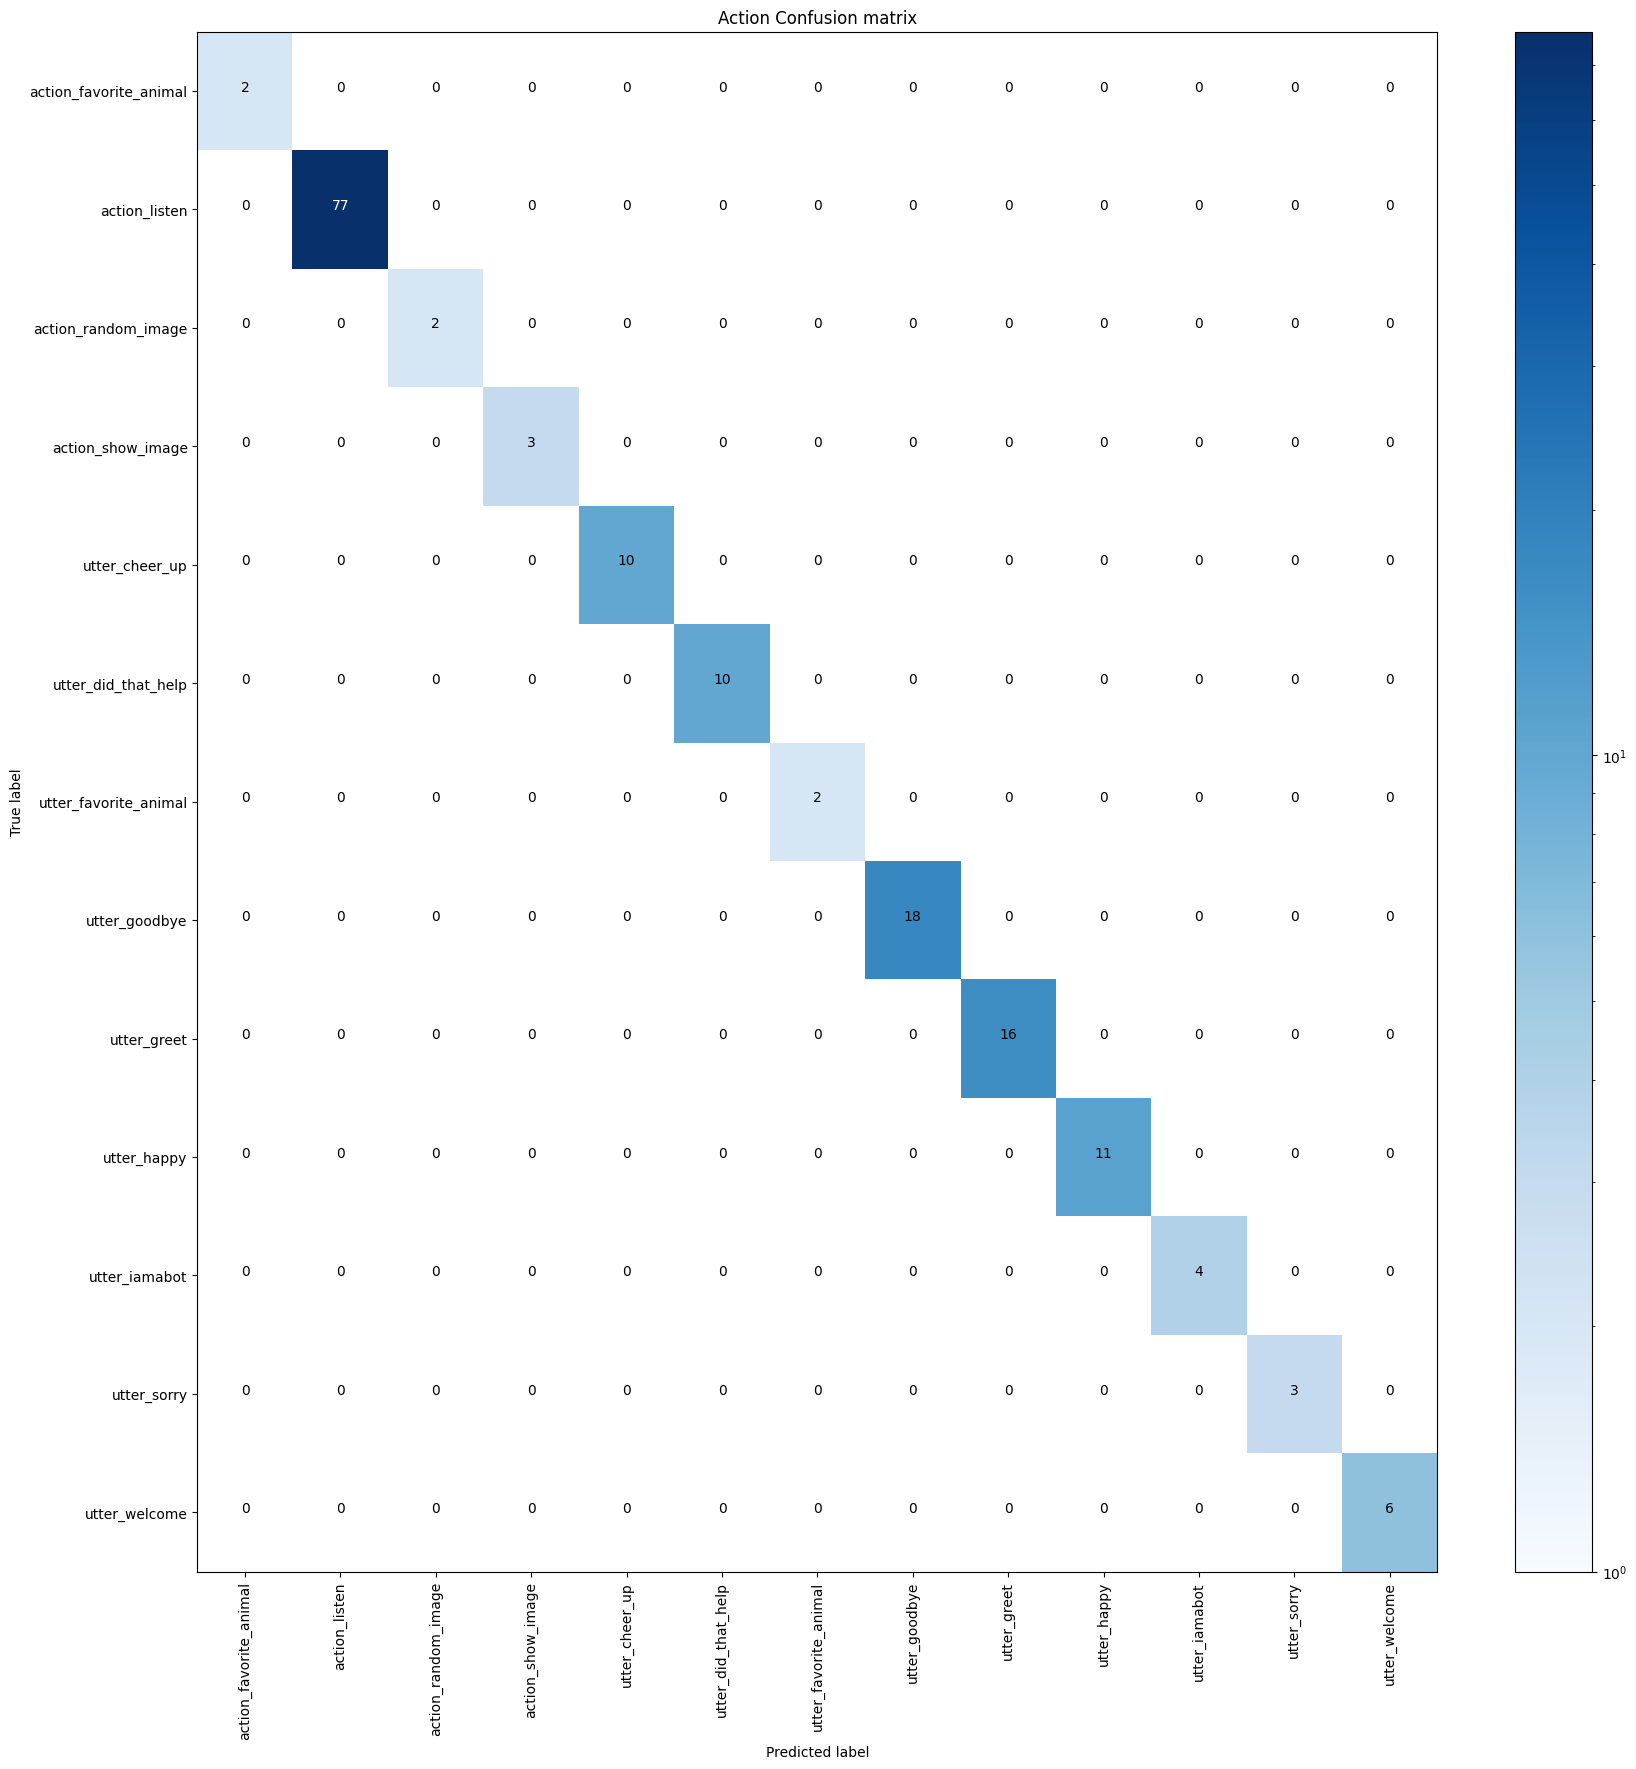 Action Confusion matrix
True label
action_favorite_animal 2 0 0 0 0 0 0 0 0 0 0 0 0
action_listen 0 77 0 0 0 0 0 0 0 0 0 0 0
action_random_image 0 0 2 0 0 0 0 0 0 0 0 0 0
action_show_image 0 0 0 3 0 0 0 0 0 0 0 0 0
utter_cheer_up 0 0 0 0 10 0 0 0 0 0 0 0 0
utter_did_that_help 0 0 0 0 0 10 0 0 0 0 0 0 0
utter_favorite_animal 0 0 0 0 0 0 2 0 0 0 0 0 0
utter_goodbye 0 0 0 0 0 0 0 18 0 0 0 0 0
utter_greet 0 0 0 0 0 0 0 0 16 0 0 0 0
utter_happy 0 0 0 0 0 0 0 0 0 11 0 0 0
utter_iamabot 0 0 0 0 0 0 0 0 0 0 4 0 0
utter_sorry 0 0 0 0 0 0 0 0 0 0 0 3 0
utter_welcome 0 0 0 0 0 0 0 0 0 0 0 0 6
action_favorite_animal
action_listen
action_random_image
action_show_image
utter_cheer_up
utter_did_that_help
utter_favorite_animal
utter_goodbye
utter_greet
utter_happy
utter_iamabot
utter_sorry
utter_welcome
Predicted label
10¹
10⁰